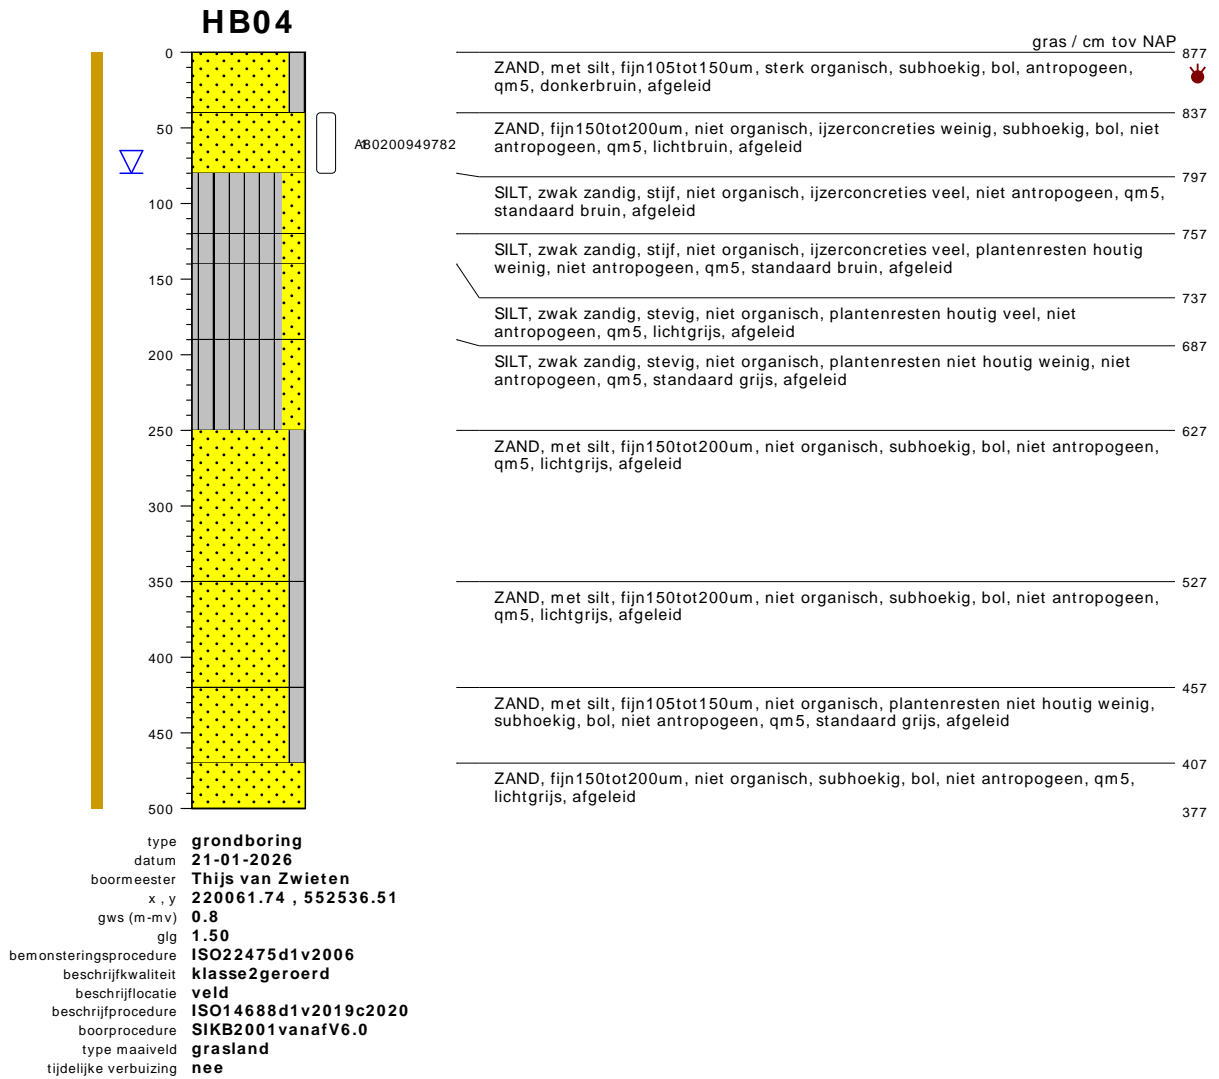 HB04
gras / cm tov NAP
0
877
ZAND, met silt, fijn105tot150um, sterk organisch, subhoekig, bol, antropogeen,
qm5, donkerbruin, afgeleid
837
50
ZAND, fijn150tot200um, niet organisch, ijzerconcreties weinig, subhoekig, bol, niet
antropogeen, qm5, lichtbruin, afgeleid
0200949782
797
100
SILT, zwak zandig, stijf, niet organisch, ijzerconcreties veel, niet antropogeen, qm5,
standaard bruin, afgeleid
757
SILT, zwak zandig, stijf, niet organisch, ijzerconcreties veel, plantenresten houtig
weinig, niet antropogeen, qm5, standaard bruin, afgeleid
150
737
SILT, zwak zandig, stevig, niet organisch, plantenresten houtig veel, niet
antropogeen, qm5, lichtgrijs, afgeleid
687
200
SILT, zwak zandig, stevig, niet organisch, plantenresten niet houtig weinig, niet
antropogeen, qm5, standaard grijs, afgeleid
250
627
ZAND, met silt, fijn150tot200um, niet organisch, subhoekig, bol, niet antropogeen,
qm5, lichtgrijs, afgeleid
300
350
527
ZAND, met silt, fijn150tot200um, niet organisch, subhoekig, bol, niet antropogeen,
qm5, lichtgrijs, afgeleid
400
457
ZAND, met silt, fijn105tot150um, niet organisch, plantenresten niet houtig weinig,
subhoekig, bol, niet antropogeen, qm5, standaard grijs, afgeleid
450
407
ZAND, fijn150tot200um, niet organisch, subhoekig, bol, niet antropogeen, qm5,
lichtgrijs, afgeleid
500
377
type grondboring
datum 21-01-2026
boormeester Thijs van Zwieten
x , y 220061.74 , 552536.51
gws (m-mv) 0.8
glg 1.50
bemonsteringsprocedure ISO22475d1v2006
beschrijfkwaliteit klasse2geroerd
beschrijflocatie veld
beschrijfprocedure ISO14688d1v2019c2020
boorprocedure SIKB2001vanafV6.0
type maaiveld grasland
tijdelijke verbuizing nee